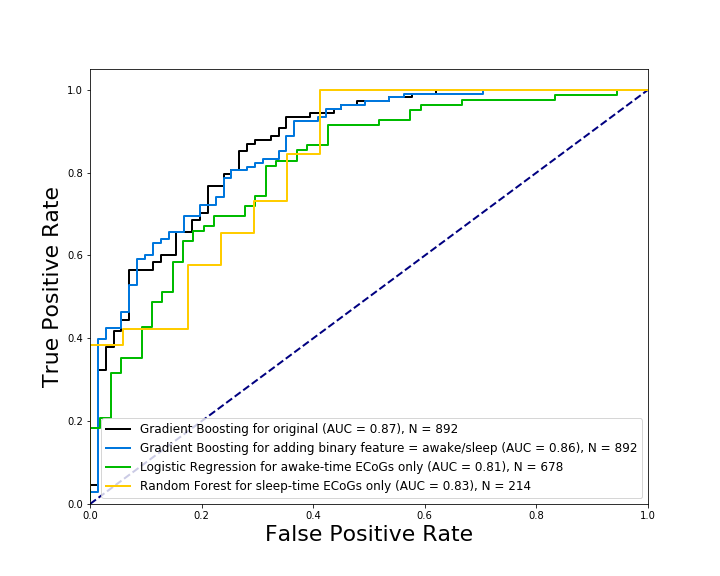 1.0
0.8
0.6
0.4
0.2
0.0
True Positive Rate
Gradient Boosting for original (AUC = 0.87), N = 892
Gradient Boosting for adding binary feature = awake/sleep (AUC = 0.86), N = 892
Logistic Regression for awake-time ECoGs only (AUC = 0.81), N = 678
Random Forest for sleep-time ECoGs only (AUC = 0.83), N = 214
0.0 0.2 0.4 0.6 0.8 1.0
False Positive Rate